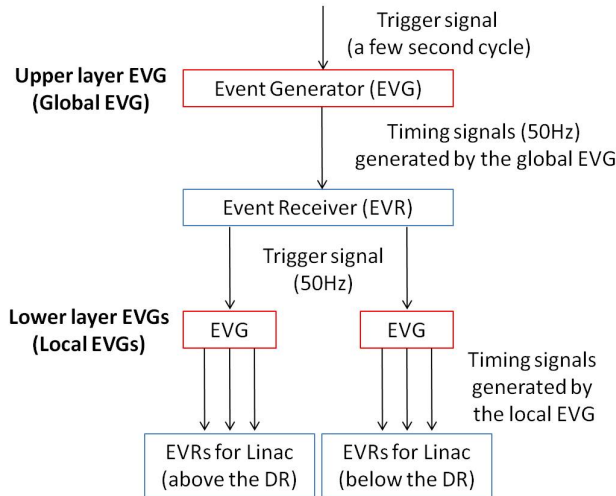 Trigger signal
(a few second cycle)
Upper layer EVG
(Global EVG)
Event Generator (EVG)
Timing signals (50Hz)
generated by the global EVG
Event Receiver (EVR)
Trigger signal
(50Hz)
Lower layer EVGs
(Local EVGs)
EVG
EVG
Timing signals
generated by
the local EVG
EVRs for Linac
(above the DR)
EVRs for Linac
(below the DR)